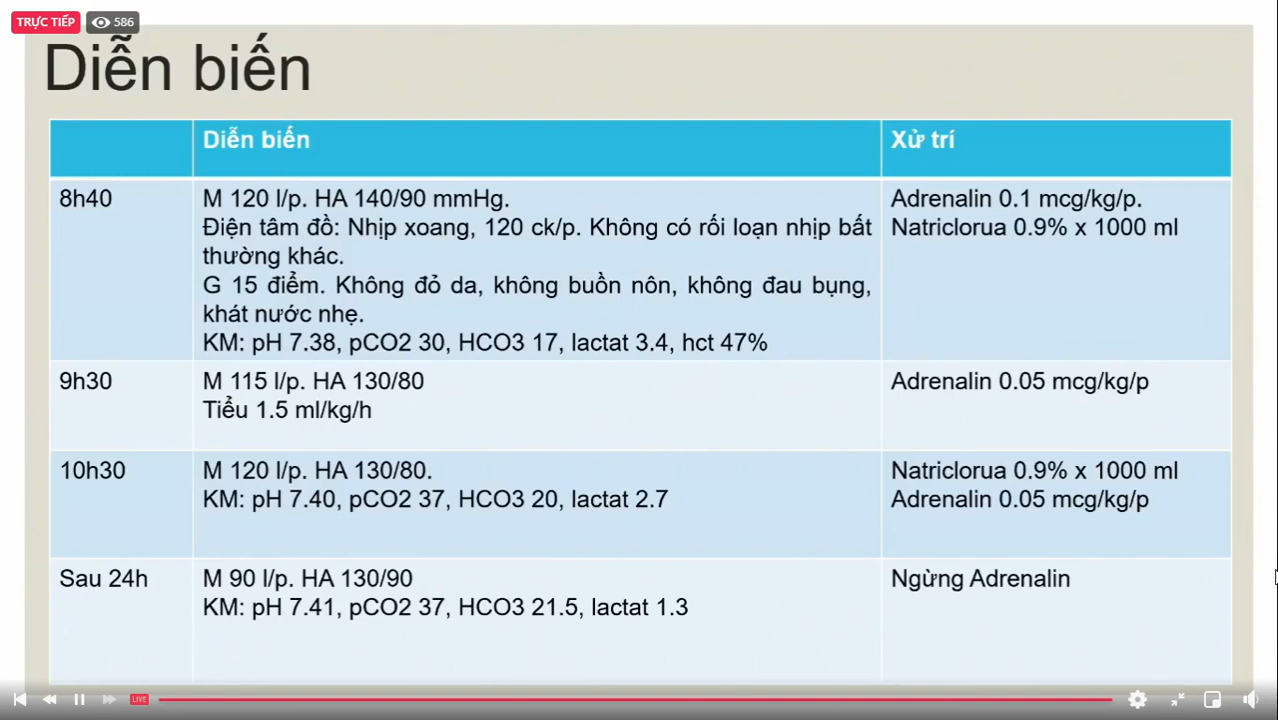 TRỰC TIẾP 586
Diễn biến
Diễn biến Xử trí
8h40 M 120 l/p. HA 140/90 mmHg. Adrenalin 0.1 mcg/kg/p.
Điện tâm đồ: Nhịp xoang, 120 ck/p. Không có rối loạn nhịp bất Natriclorua 0.9% x 1000 ml
thường khác.
G 15 điểm. Không đỏ da, không buồn nôn, không đau bụng,
khát nước nhẹ.
KM: pH 7.38, pCO2 30, HCO3 17, lactat 3.4, hct 47%
9h30 M 115 l/p. HA 130/80 Adrenalin 0.05 mcg/kg/p
Tiểu 1.5 ml/kg/h
10h30 M 120 l/p. HA 130/80. Natriclorua 0.9% x 1000 ml
KM: pH 7.40, pCO2 37, HCO3 20, lactat 2.7 Adrenalin 0.05 mcg/kg/p
Sau 24h M 90 l/p. HA 130/90 Ngừng Adrenalin
KM: pH 7.41, pCO2 37, HCO3 21.5, lactat 1.3
LIVE